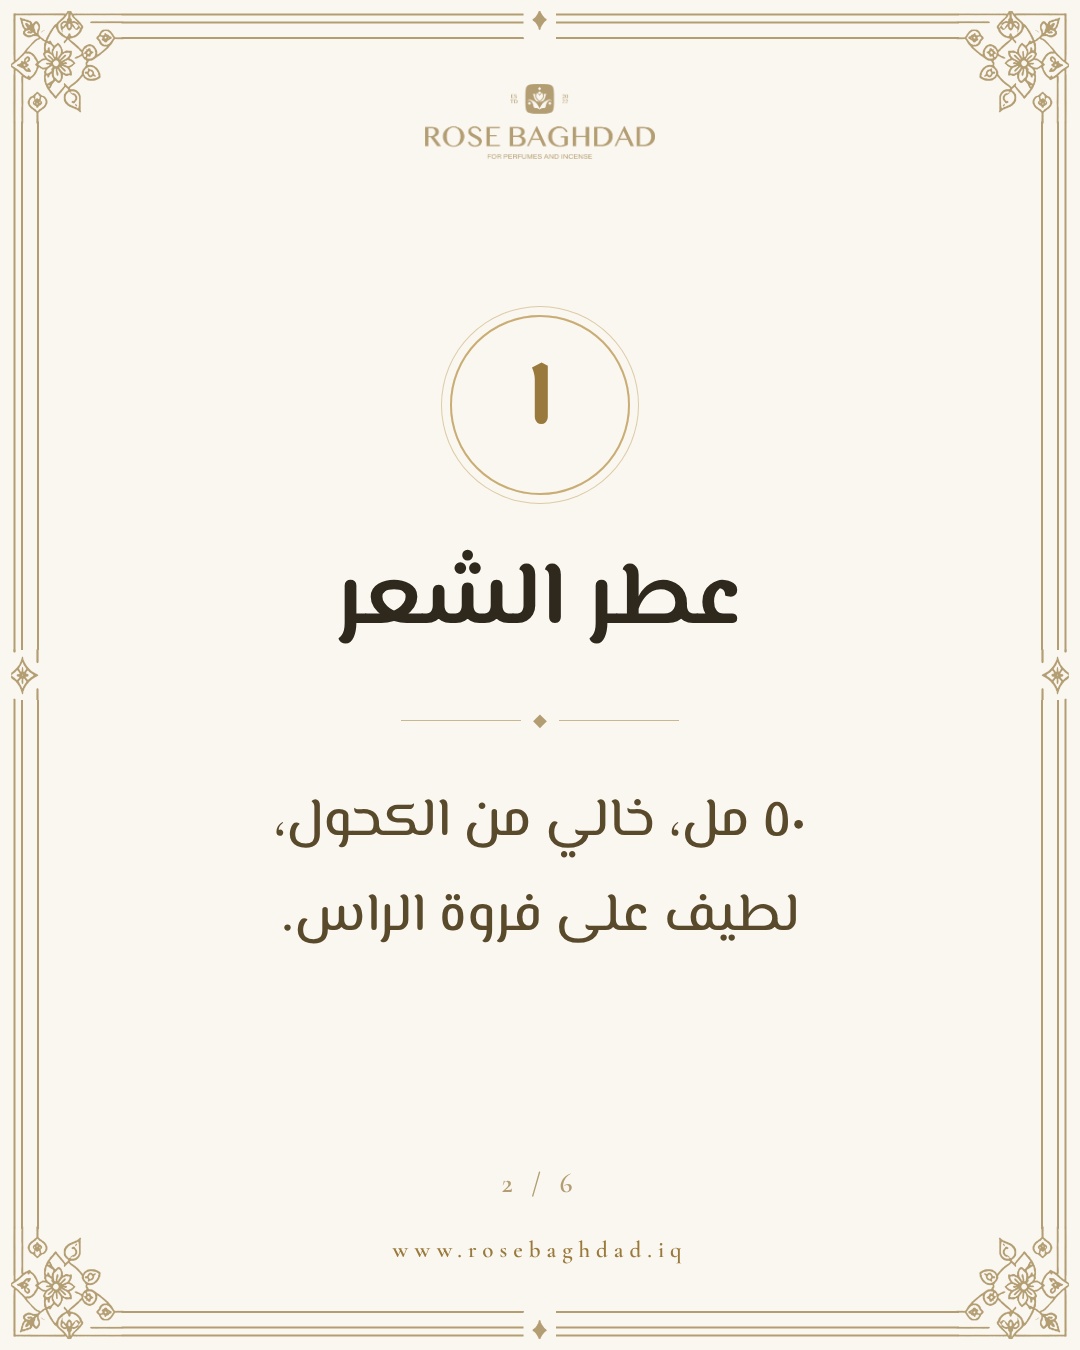 ROSE BAGHDAD
FOR PERFUMES AND INCENSE
١
عطر الشعر
٥٠ مل، خالي من الكحول،
لطيف على فروة الراس.
2 / 6
www.rosebaghdad.iq